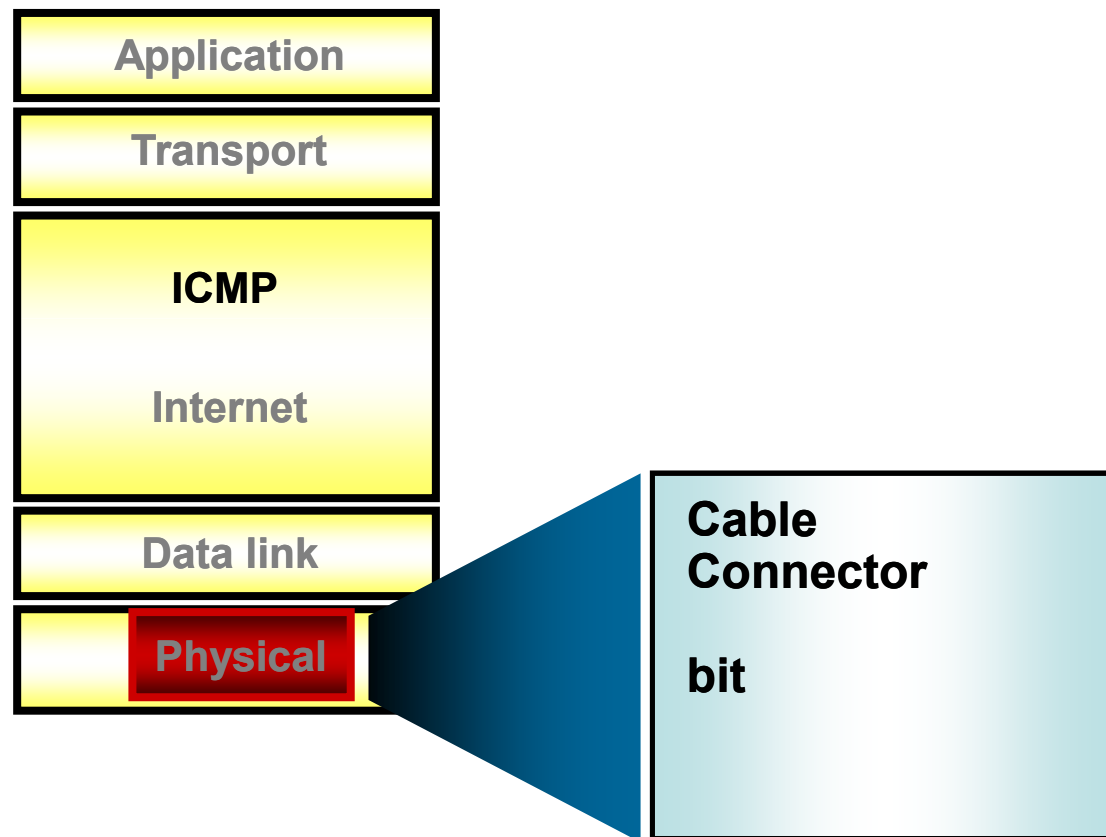 Application
Transport
ICMP
Internet
Data link
Physical
Cable
Connector
bit